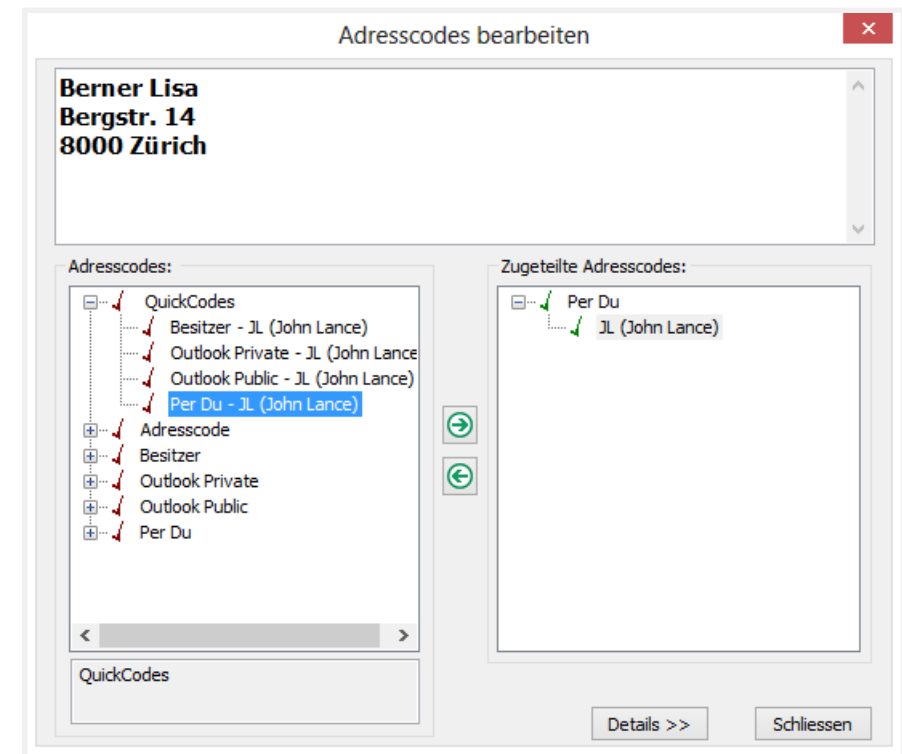 Adresscodes bearbeiten
Berner Lisa
Bergstr. 14
8000 Zürich
Adresscodes:
QuickCodes
Besitzer - JL (John Lance)
Outlook Private - JL (John Lance
Outlook Public - JL (John Lance)
Per Du - JL (John Lance)
Adresscode
Besitzer
Outlook Private
Outlook Public
Per Du
QuickCodes
Zugeteilte Adresscodes:
Per Du
JL (John Lance)
Details >>
Schliessen